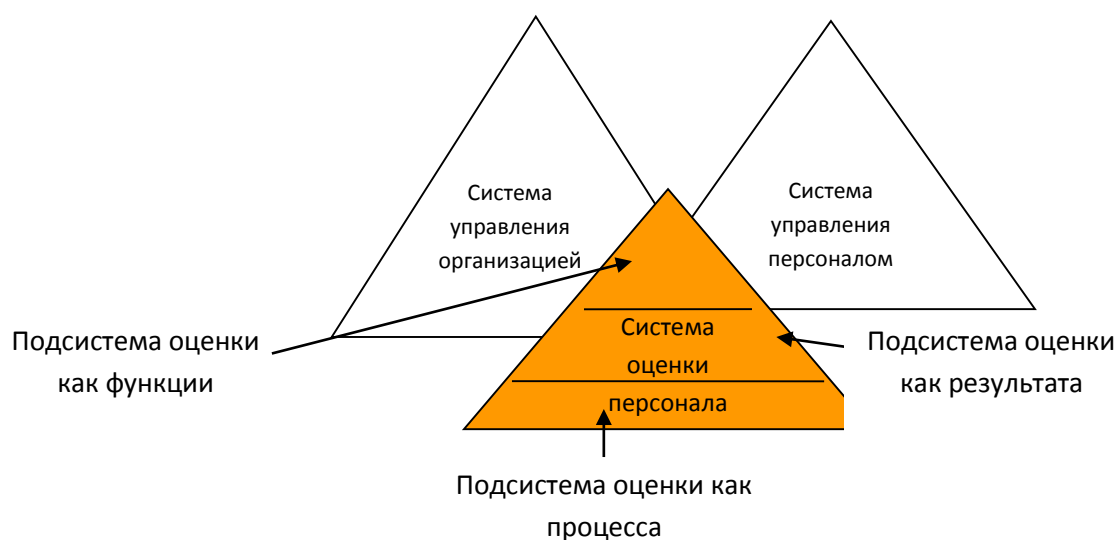 Система
управления
организацией
Система
управления
персоналом
Подсистема оценки
как функции
Система
оценки
персонала
Подсистема оценки
как результата
Подсистема оценки как
процесса